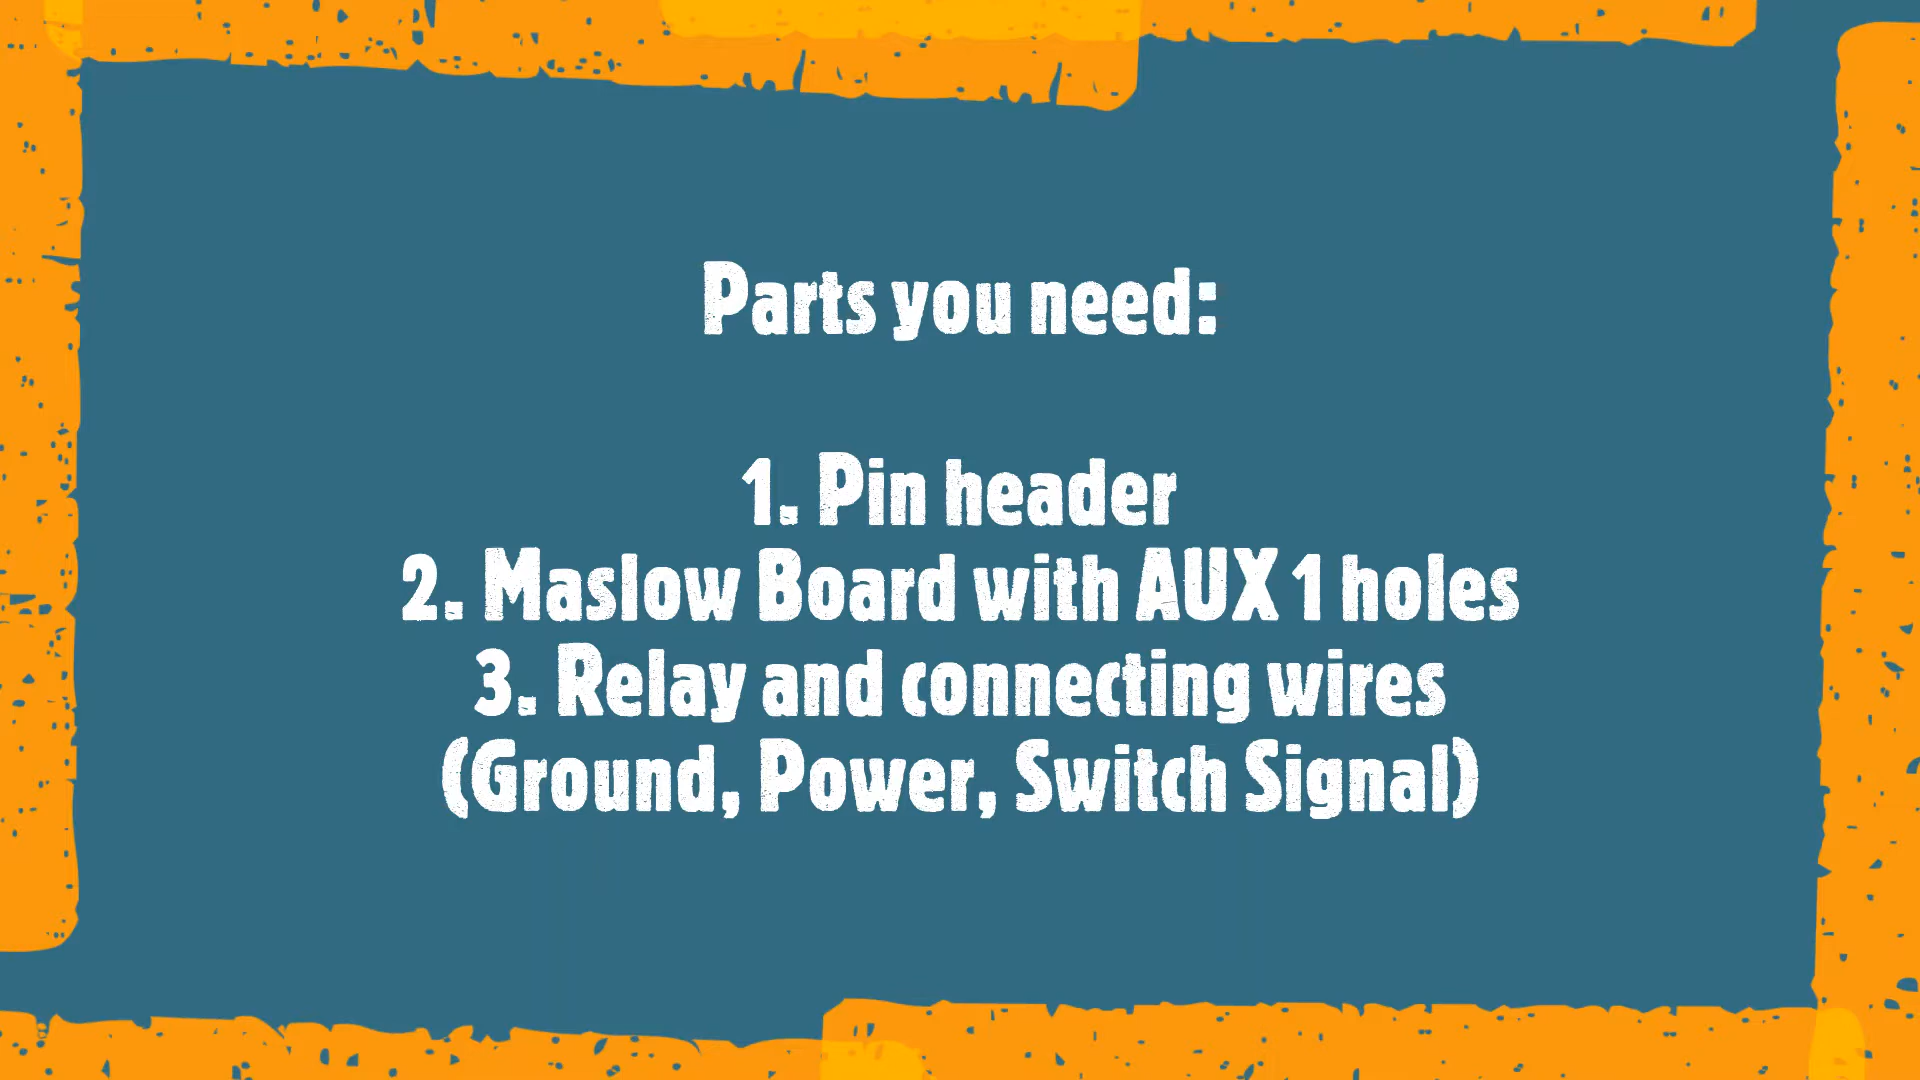 Parts you need:
1. Pin header
2. Maslow Board with AUX 1 holes
3. Relay and connecting wires
(Ground, Power, Switch Signal)